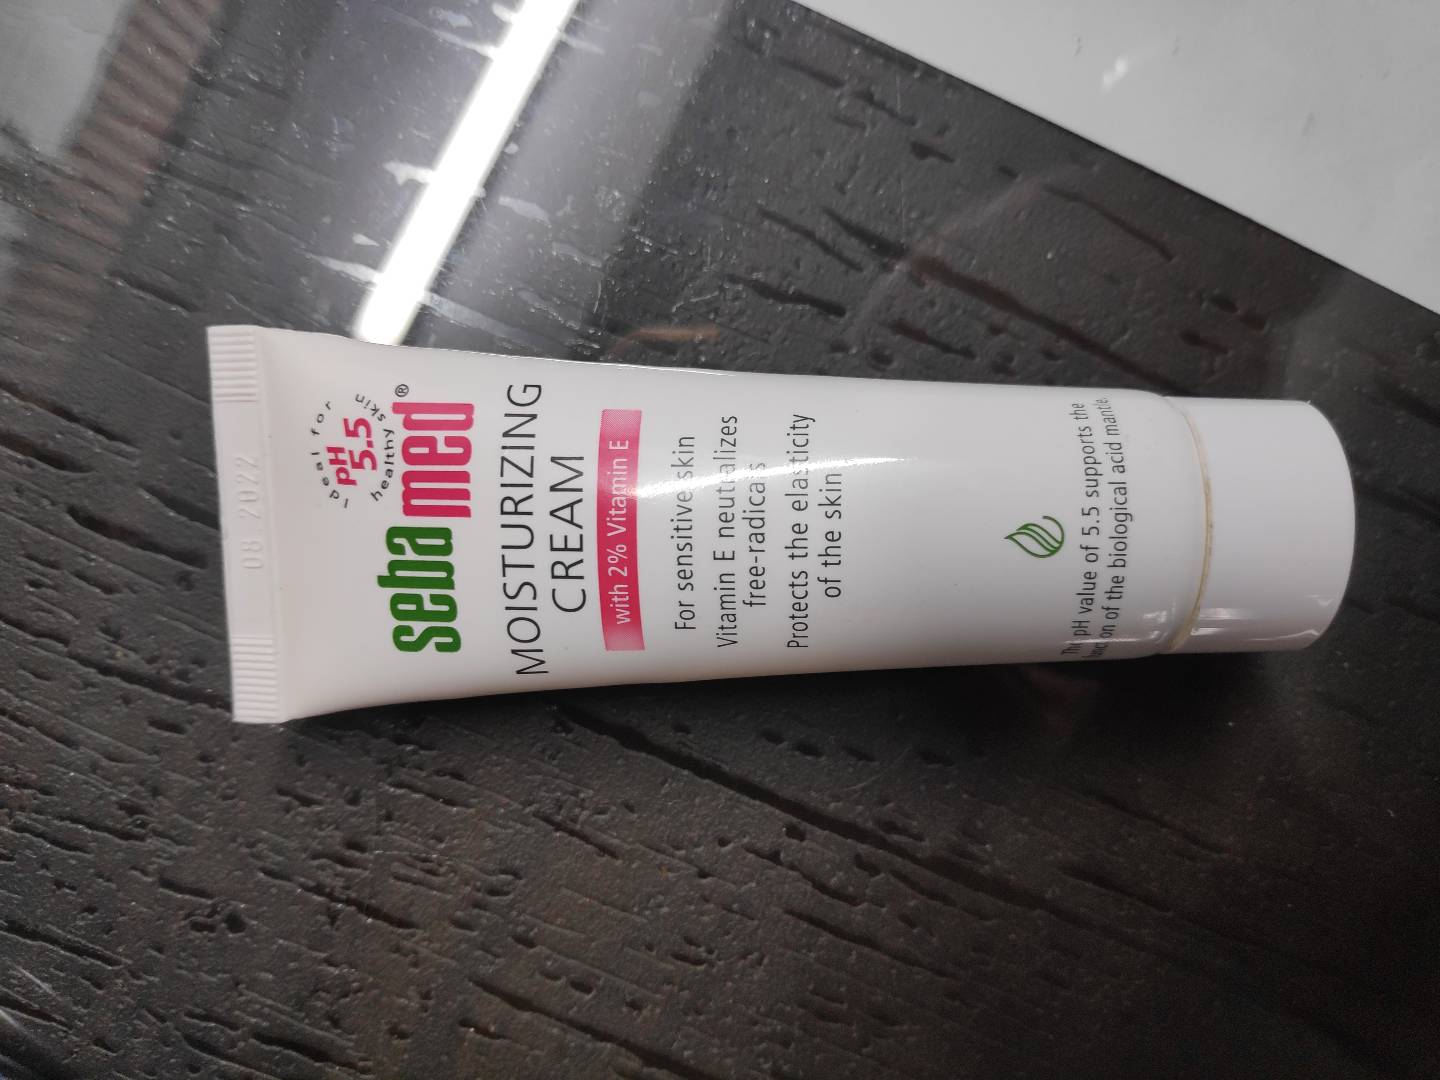 08 2022
ideal for
pH
5.5
healthy skin
sebamed®
MOISTURIZING
CREAM
with 2% Vitamin E
For sensitive skin
Vitamin E neutralizes
free-radicals
Protects the elasticity
of the skin
The pH value of 5.5 supports the
function of the biological acid mantle.